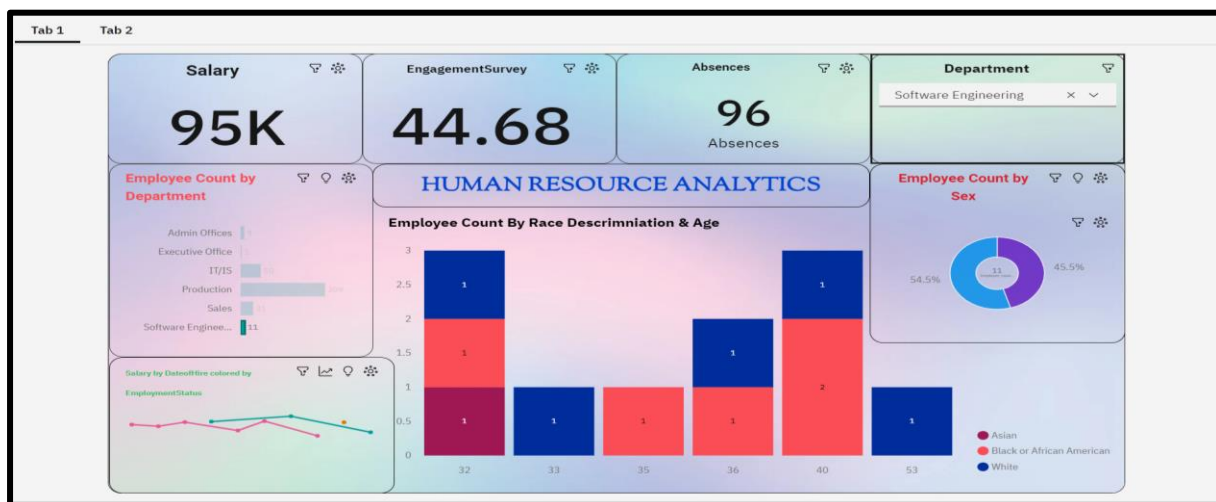 Tab 1 Tab 2
Salary
95K
EngagementSurvey
44.68
Absences
96
Absences
Department
Software Engineering
Employee Count by
Department
Admin Offices
Executive Office
IT/IS
Production
Sales
Software Enginee... 11
Salary by DateofHire colored by
EmploymentStatus
HUMAN RESOURCE ANALYTICS
Employee Count By Race Descrimniation & Age
3
2.5
2
1.5
1
0.5
0
1
1
1
1
1
1
1
1
2
1
32 33 35 36 40 53
Asian
Black or African American
White
Employee Count by
Sex
54.5%
11
45.5%